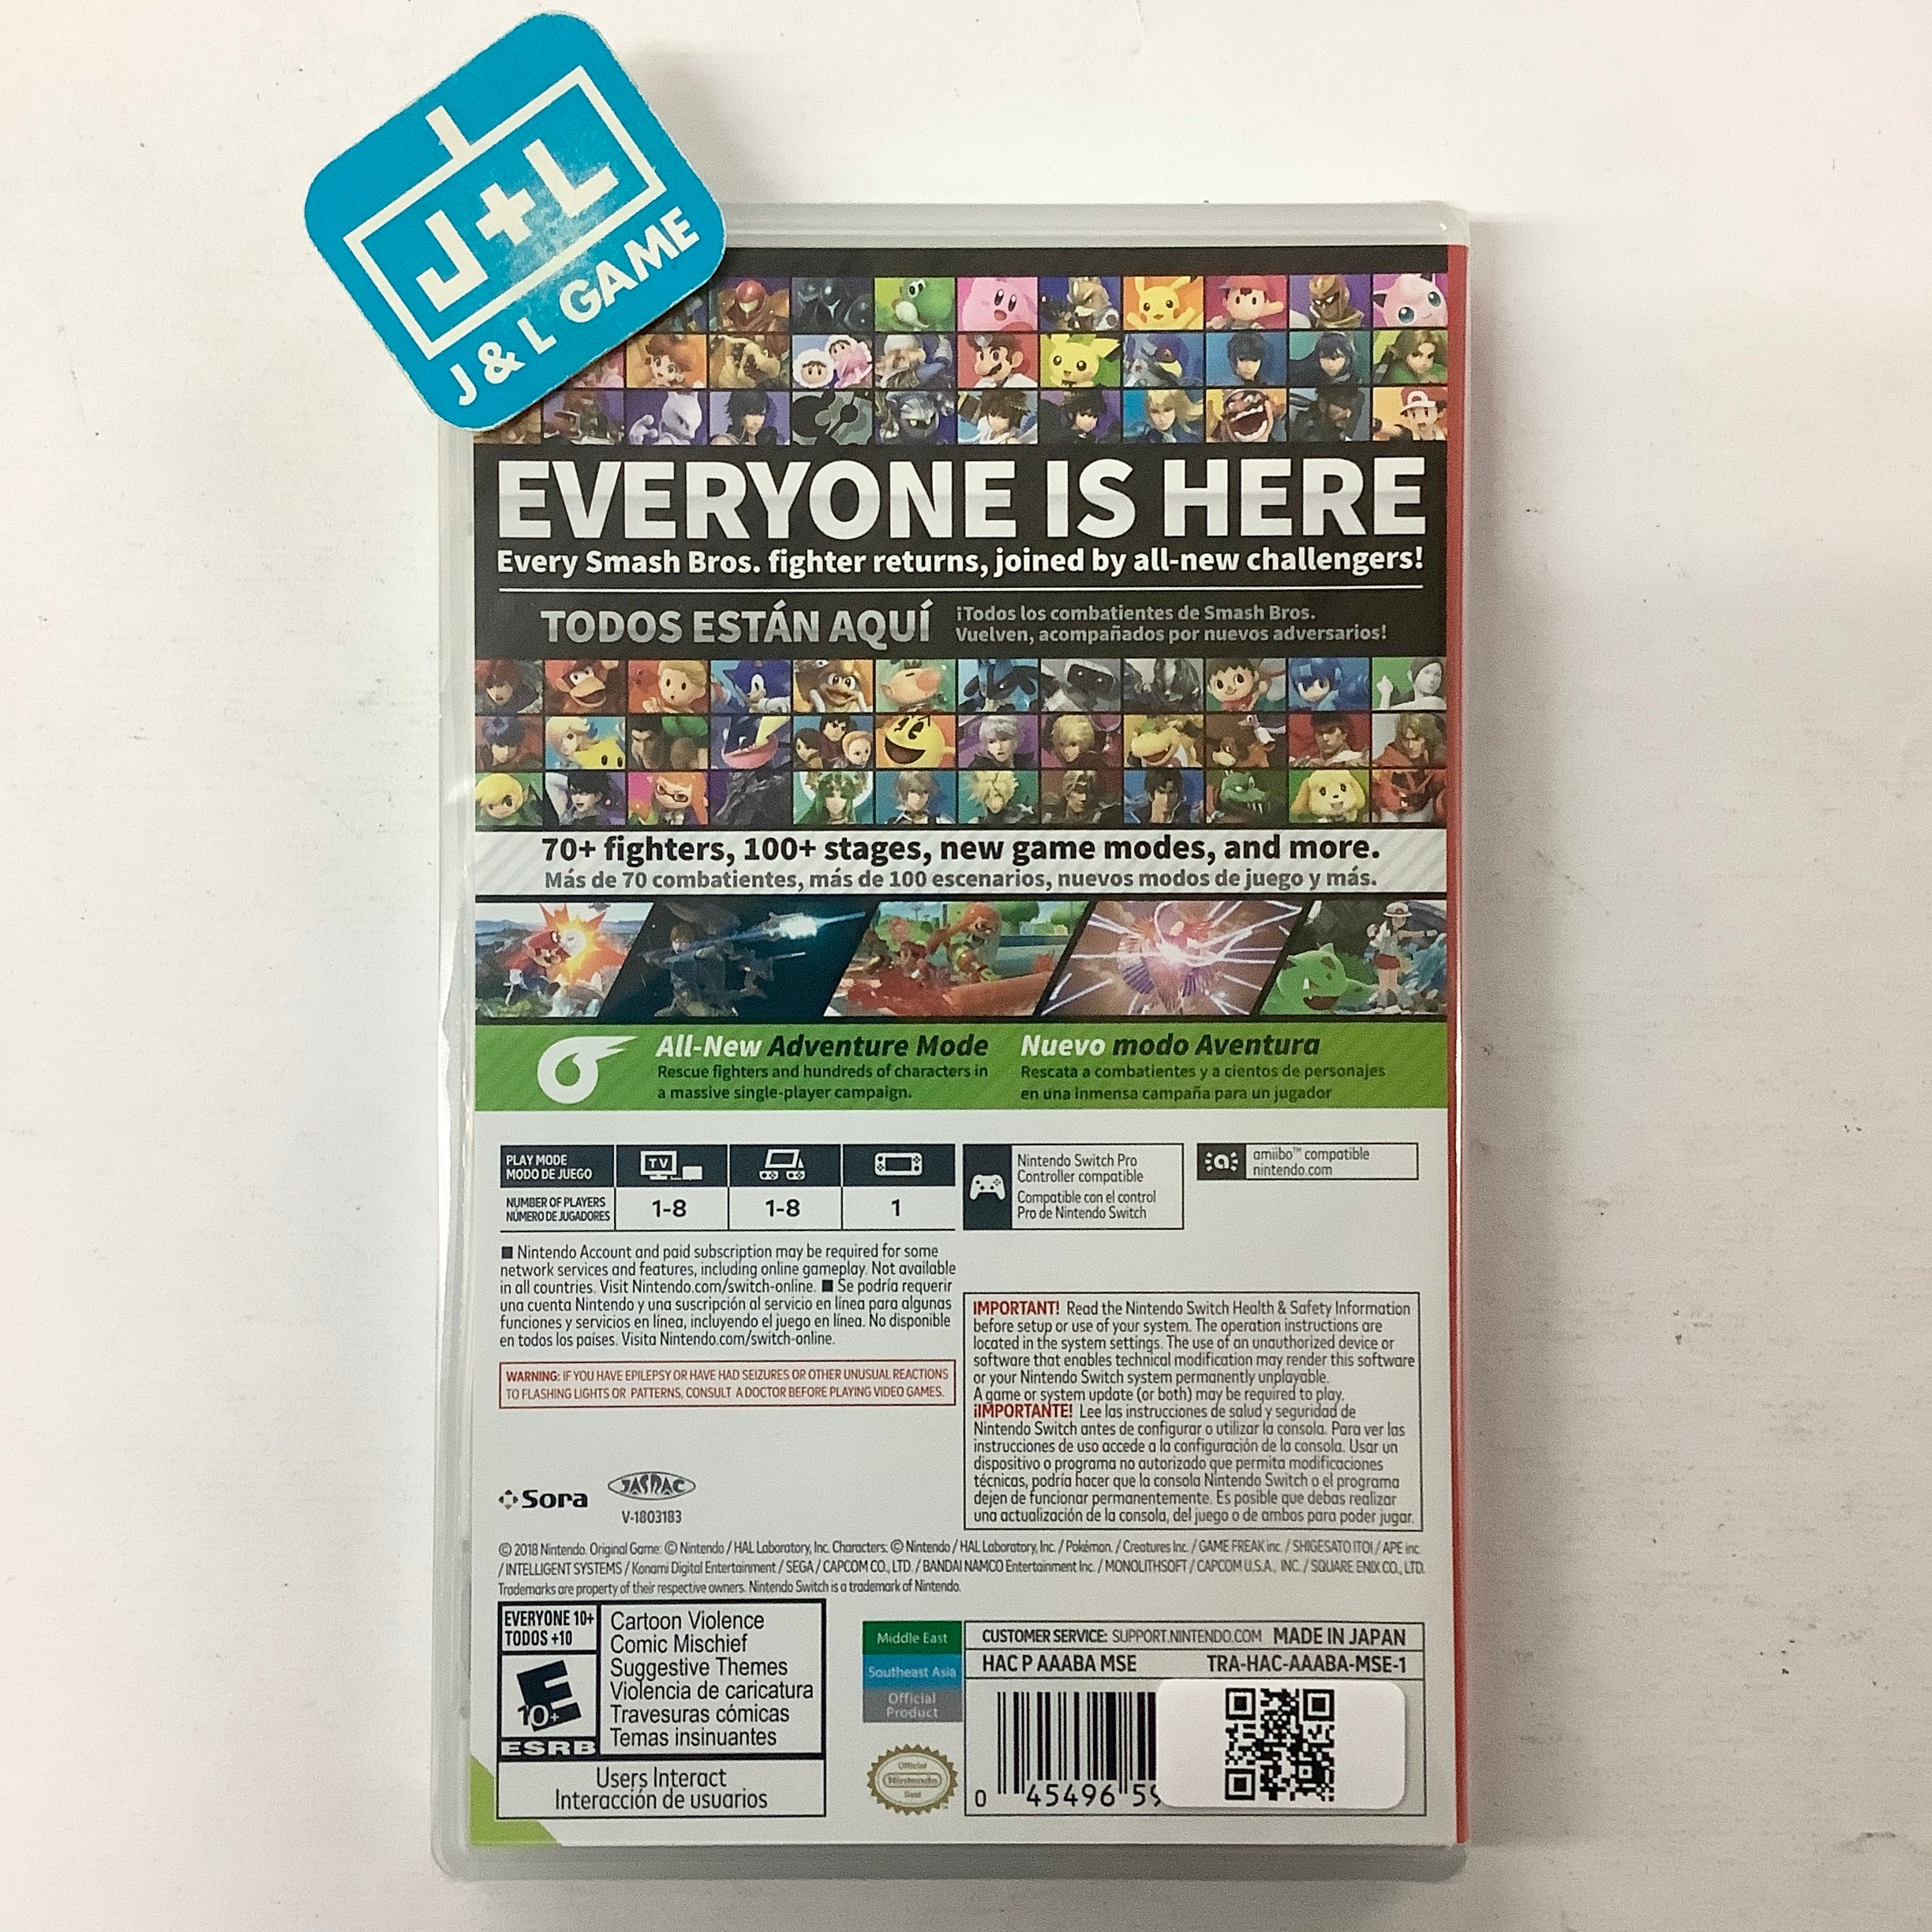 J+L
J & L GAME
EVERYONE IS HERE
Every Smash Bros. fighter returns, joined by all-new challengers!
TODOS ESTÁN AQUÍ
¡Todos los combatientes de Smash Bros.
Vuelven, acompañados por nuevos adversarios!
70+ fighters, 100+ stages, new game modes, and more.
Más de 70 combatientes, más de 100 escenarios, nuevos modos de juego y más.
All-New Adventure Mode
Rescue fighters and hundreds of characters in
a massive single-player campaign.
Nuevo modo Aventura
Rescata a combatientes y a cientos de personajes
en una inmensa campaña para un jugador
PLAY MODE
MODO DE JUEGO
TV
NUMBER OF PLAYERS
NÚMERO DE JUGADORES
1-8
1-8
1
Nintendo Switch Pro
Controller compatible
Compatible con el control
Pro de Nintendo Switch
amiibo™ compatible
nintendo.com
■ Nintendo Account and paid subscription may be required for some
network services and features, including online gameplay. Not available
in all countries. Visit Nintendo.com/switch-online. ■ Se podría requerir
una cuenta Nintendo y una suscripción al servicio en línea para algunas
funciones y servicios en línea, incluyendo el juego en línea. No disponible
en todos los países. Visita Nintendo.com/switch-online.
WARNING: IF YOU HAVE EPILEPSY OR HAVE HAD SEIZURES OR OTHER UNUSUAL REACTIONS
TO FLASHING LIGHTS OR PATTERNS, CONSULT A DOCTOR BEFORE PLAYING VIDEO GAMES.
IMPORTANT! Read the Nintendo Switch Health & Safety Information
before setup or use of your system. The operation instructions are
located in the system settings. The use of an unauthorized device or
software that enables technical modification may render this software
or your Nintendo Switch system permanently unplayable.
A game or system update (or both) may be required to play.
¡IMPORTANTE! Lee las instrucciones de salud y seguridad de
Nintendo Switch antes de configurar o utilizar la consola. Para ver las
instrucciones de uso accede a la configuración de la consola. Usar un
dispositivo o programa no autorizado que permita modificaciones
técnicas, podría hacer que la consola Nintendo Switch o el programa
dejen de funcionar permanentemente. Es posible que debas realizar
una actualización de la consola, del juego o de ambos para poder jugar.
Sora
JASRAC
V-1803183
© 2018 Nintendo. Original Game: © Nintendo / HAL Laboratory, Inc. Characters: © Nintendo / HAL Laboratory, Inc. / Pokémon. / Creatures Inc. / GAME FREAK inc. / SHIGESATO ITOI / APE inc.
/ INTELLIGENT SYSTEMS / Konami Digital Entertainment / SEGA / CAPCOM CO., LTD. / BANDAI NAMCO Entertainment Inc. / MONOLITHSOFT / CAPCOM U.S.A., INC. / SQUARE ENIX CO., LTD.
Trademarks are property of their respective owners. Nintendo Switch is a trademark of Nintendo.
EVERYONE 10+
TODOS +10
E
10+
ESRB
Cartoon Violence
Comic Mischief
Suggestive Themes
Violencia de caricatura
Travesuras cómicas
Temas insinuantes
Users Interact
Interacción de usuarios
Middle East
Southeast Asia
Official
Product
Official
Nintendo
Seal
CUSTOMER SERVICE: SUPPORT.NINTENDO.COM MADE IN JAPAN
HAC P AAABA MSE
TRA-HAC-AAABA-MSE-1
0 45496 59